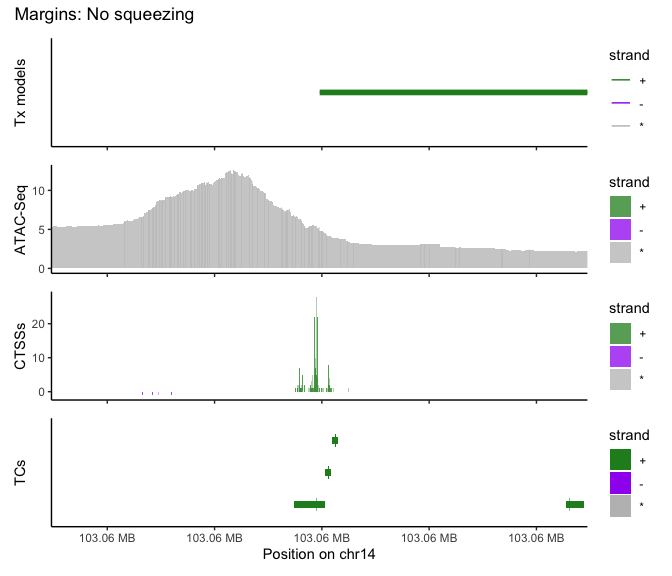 Margins: No squeezing
Tx models
strand
+
-
*
ATAC-Seq
10
5
0
strand
+
-
*
CTSSs
20
10
0
strand
+
-
*
TCs
strand
+
-
*
103.06 MB 103.06 MB 103.06 MB 103.06 MB 103.06 MB
Position on chr14